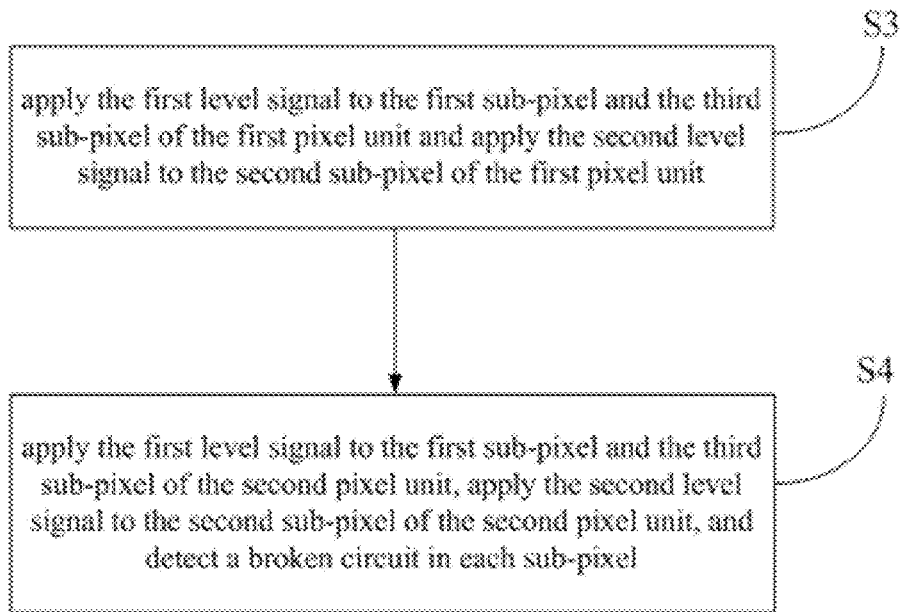 S3
apply the first level signal to the first sub-pixel and the third
sub-pixel of the first pixel unit and apply the second level
signal to the second sub-pixel of the first pixel unit
S4
apply the first level signal to the first sub-pixel and the third
sub-pixel of the second pixel unit, apply the second level
signal to the second sub-pixel of the second pixel unit, and
detect a broken circuit in each sub-pixel